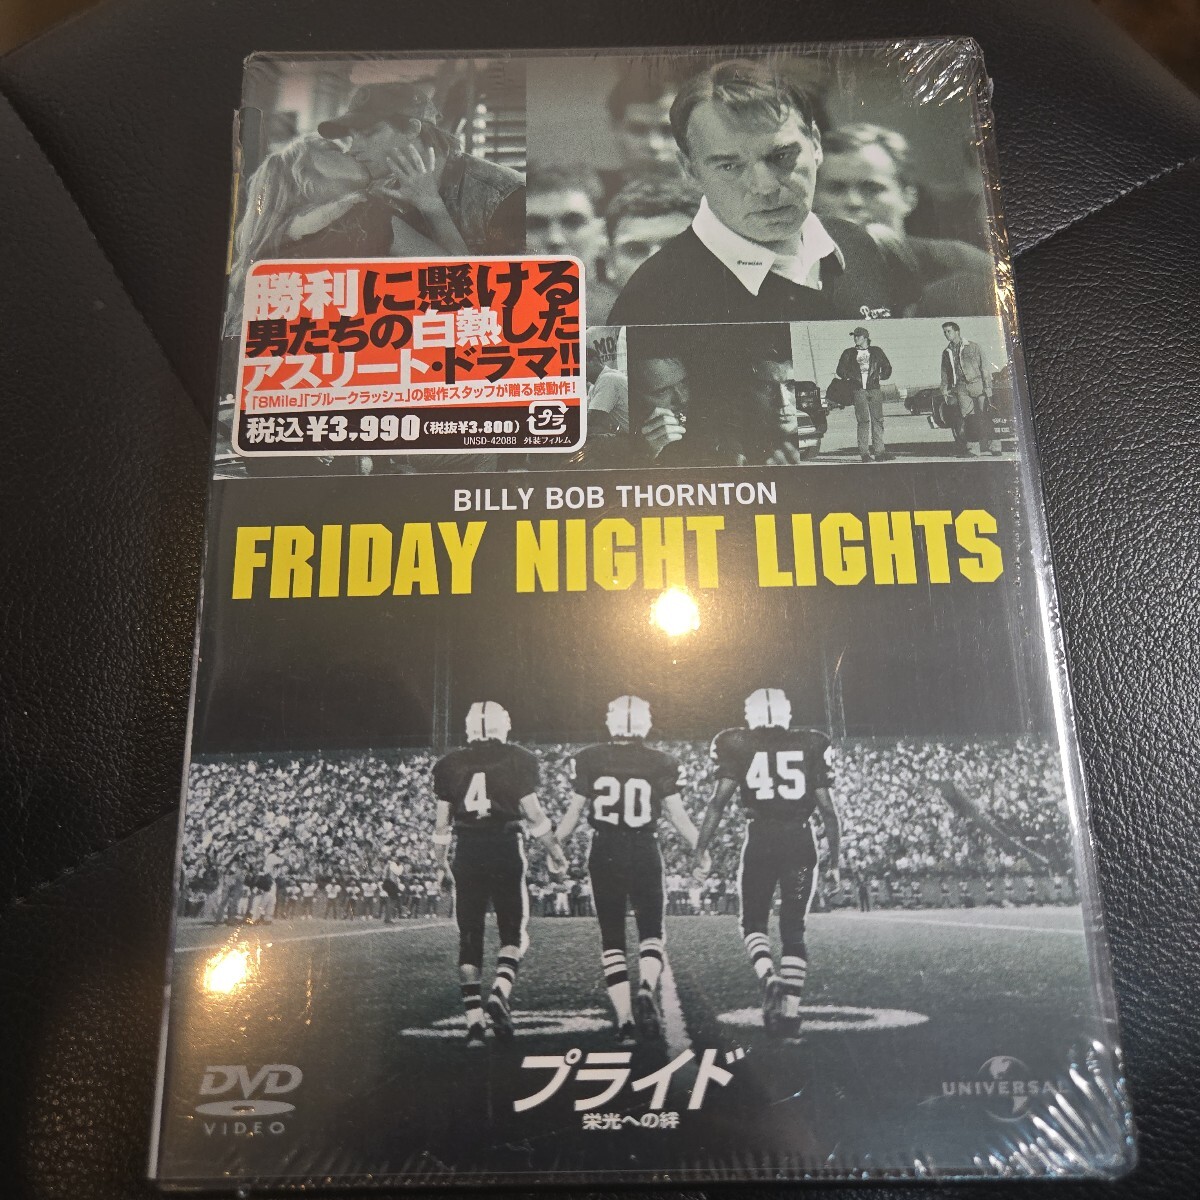 Permian
勝利に懸ける
男たちの白熱した
アスリート・ドラマ!!
「8Mile」「ブルークラッシュ」の製作スタッフが贈る感動作!
税込¥3,990(税抜¥3,800) プラ
UNSD-42088 外装フィルム
BILLY BOB THORNTON
FRIDAY NIGHT LIGHTS
4 20 45
プライド
栄光への絆
DVD
VIDEO
UNIVERSAL